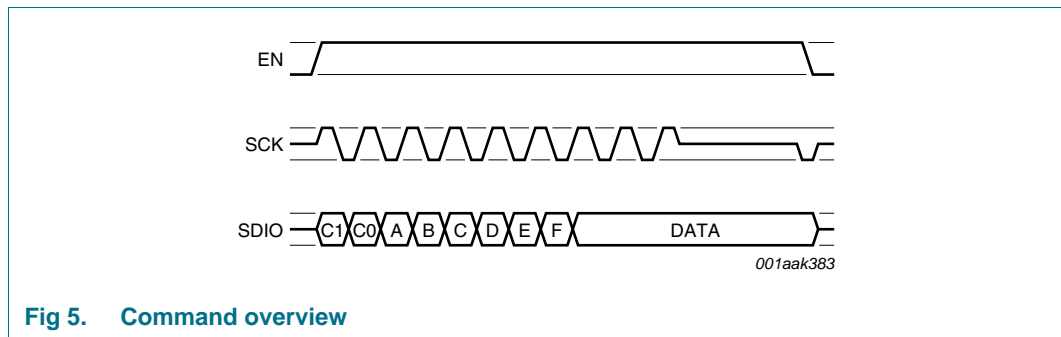 EN
SCK
SDIO C1 C0 A B C D E F DATA
001aak383
Fig 5. Command overview